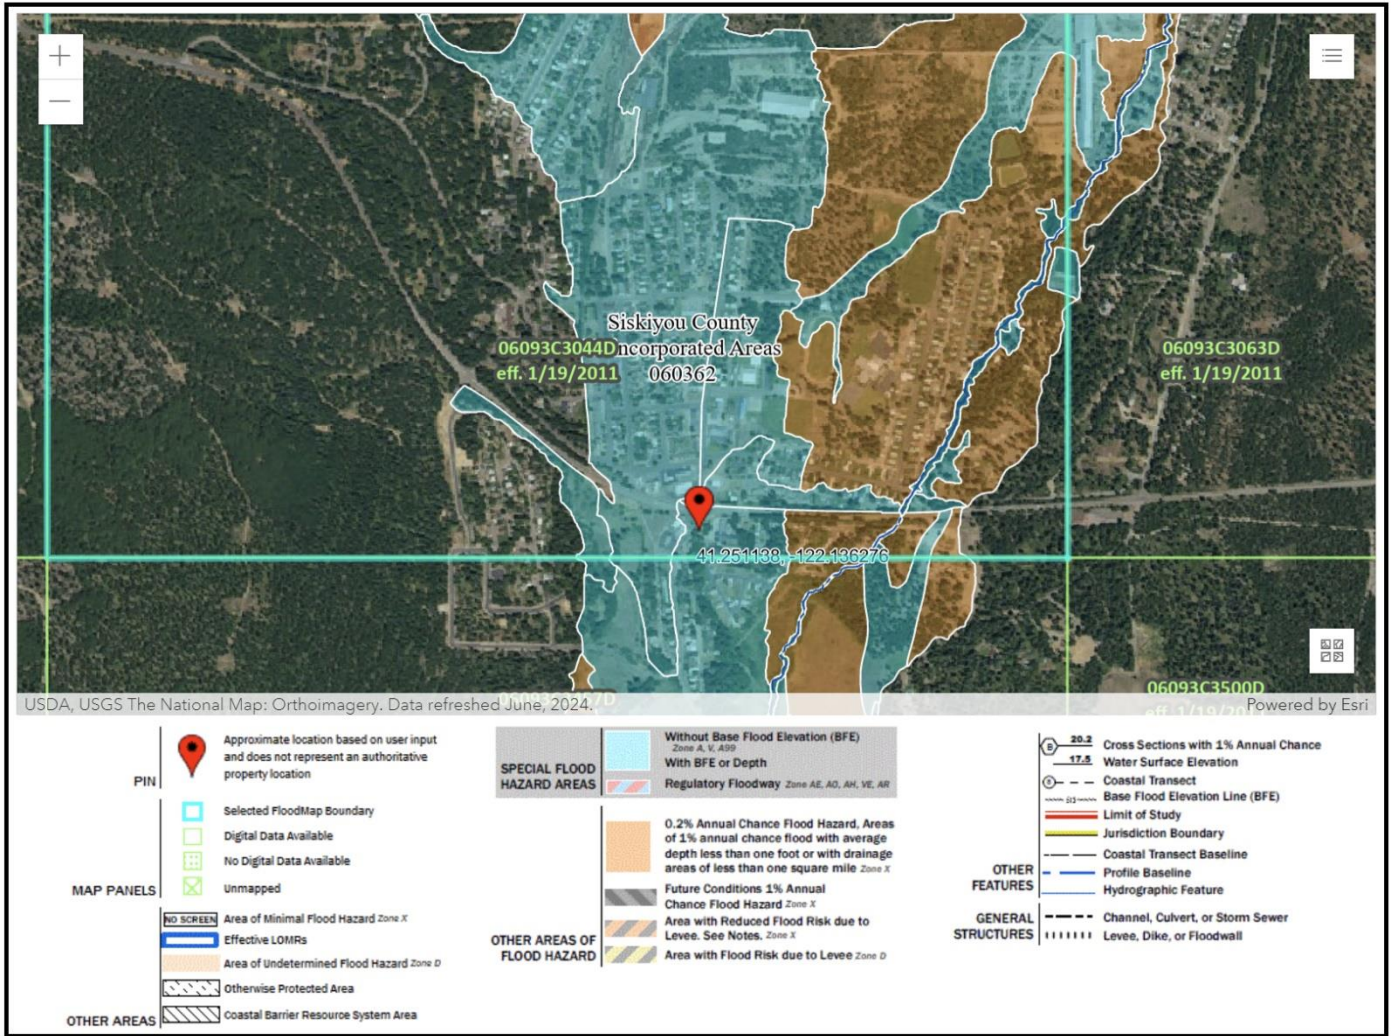 Siskiyou County
ncorporated Areas
060362
06093C3044D
eff. 1/19/2011
06093C3063D
eff. 1/19/2011
41.251138, -122.136276
06093C3500D
USDA, USGS The National Map: Orthoimagery. Data refreshed June, 2024.
Powered by Esri
PIN
Approximate location based on user input
and does not represent an authoritative
property location
MAP PANELS
Selected FloodMap Boundary
Digital Data Available
No Digital Data Available
Unmapped
OTHER AREAS
NO SCREEN Area of Minimal Flood Hazard Zone X
Effective LOMRs
Area of Undetermined Flood Hazard Zone D
Otherwise Protected Area
Coastal Barrier Resource System Area
SPECIAL FLOOD
HAZARD AREAS
Without Base Flood Elevation (BFE)
Zone A, V, A99
With BFE or Depth
Regulatory Floodway Zone AE, AO, AH, VE, AR
OTHER AREAS OF
FLOOD HAZARD
0.2% Annual Chance Flood Hazard, Areas
of 1% annual chance flood with average
depth less than one foot or with drainage
areas of less than one square mile Zone X
Future Conditions 1% Annual
Chance Flood Hazard Zone X
Area with Reduced Flood Risk due to
Levee. See Notes. Zone X
Area with Flood Risk due to Levee Zone D
OTHER
FEATURES
B 20.2 Cross Sections with 1% Annual Chance
17.5 Water Surface Elevation
Coastal Transect
Base Flood Elevation Line (BFE)
Limit of Study
Jurisdiction Boundary
Coastal Transect Baseline
Profile Baseline
Hydrographic Feature
GENERAL
STRUCTURES
Channel, Culvert, or Storm Sewer
Levee, Dike, or Floodwall